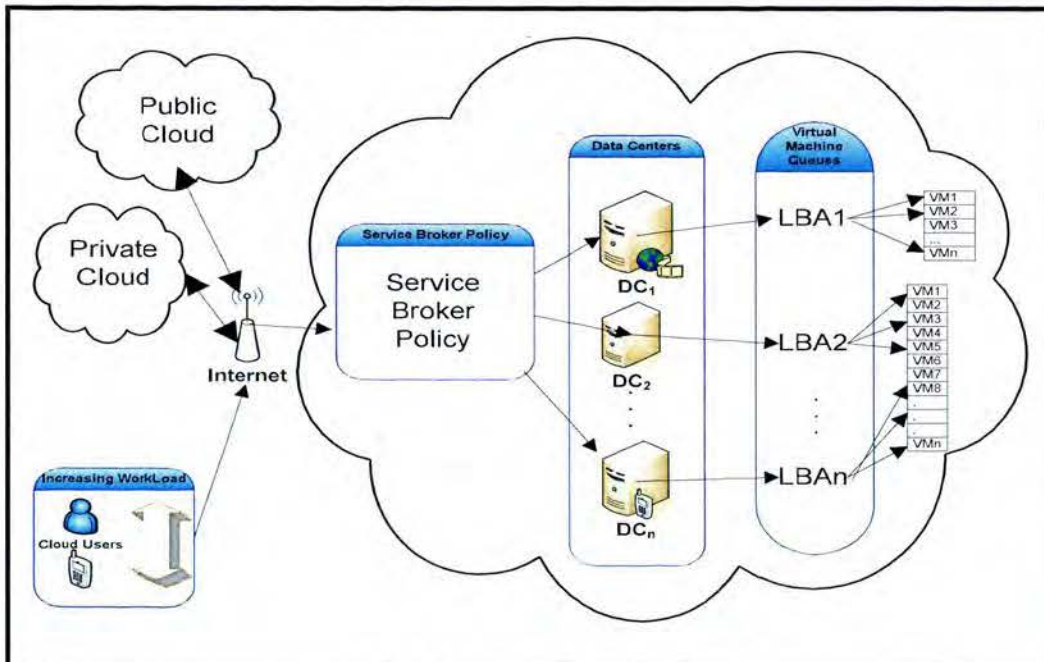 Public
Cloud
Private
Cloud
Internet
Increasing WorkLoad
Cloud Users
Service Broker Policy
Service
Broker
Policy
Data Centers
DC₁
DC₂
DCₙ
Virtual
Machine
Queues
LBA1
LBA2
LBAn
VM1
VM2
VM3
...
VMn
VM1
VM2
VM3
VM4
VM5
VM6
VM7
VM8
.
.
.
VMn